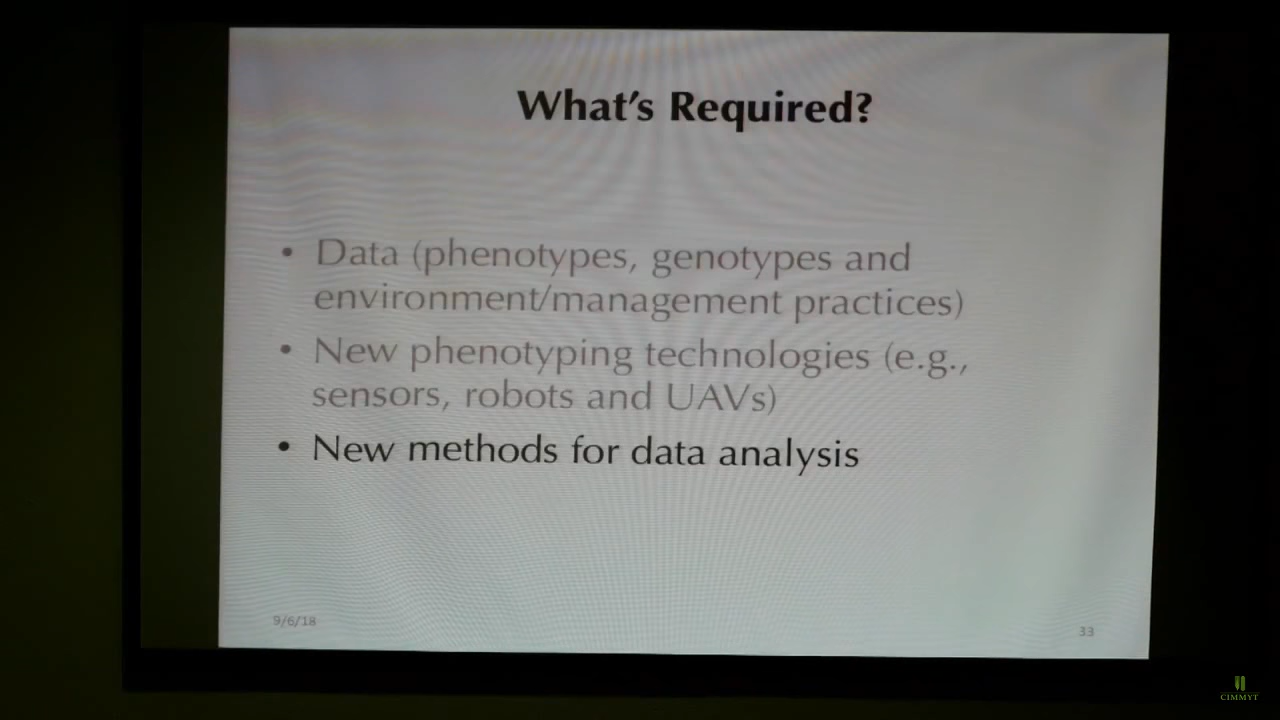 What's Required?
• Data (phenotypes, genotypes and
environment/management practices)
• New phenotyping technologies (e.g.,
sensors, robots and UAVs)
• New methods for data analysis
9/6/18
33
CIMMYT